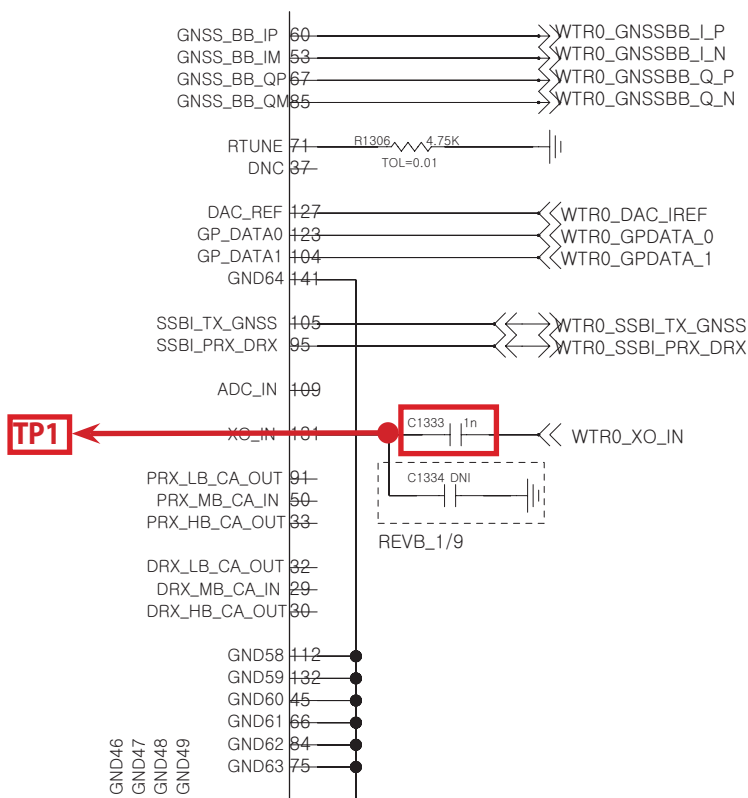 GNSS_BB_IP 60 WTR0_GNSSBB_I_P
GNSS_BB_IM 53 WTR0_GNSSBB_I_N
GNSS_BB_QP 67 WTR0_GNSSBB_Q_P
GNSS_BB_QM 85 WTR0_GNSSBB_Q_N
RTUNE 71 R1306 4.75K
TOL=0.01
DNC 37
DAC_REF 127 WTR0_DAC_IREF
GP_DATA0 123 WTR0_GPDATA_0
GP_DATA1 104 WTR0_GPDATA_1
GND64 141
SSBI_TX_GNSS 105 WTR0_SSBI_TX_GNSS
SSBI_PRX_DRX 95 WTR0_SSBI_PRX_DRX
ADC_IN 109
C1333 1n
TP1 XO_IN WTR0_XO_IN
PRX_LB_CA_OUT 91 C1334 DNI
PRX_MB_CA_IN 50
PRX_HB_CA_OUT 33
REVB_1/9
DRX_LB_CA_OUT 32
DRX_MB_CA_IN 29
DRX_HB_CA_OUT 30
GND58 112
GND59 132
GND60 45
GND61 66
GND62 84
GND63 75
GND46
GND47
GND48
GND49